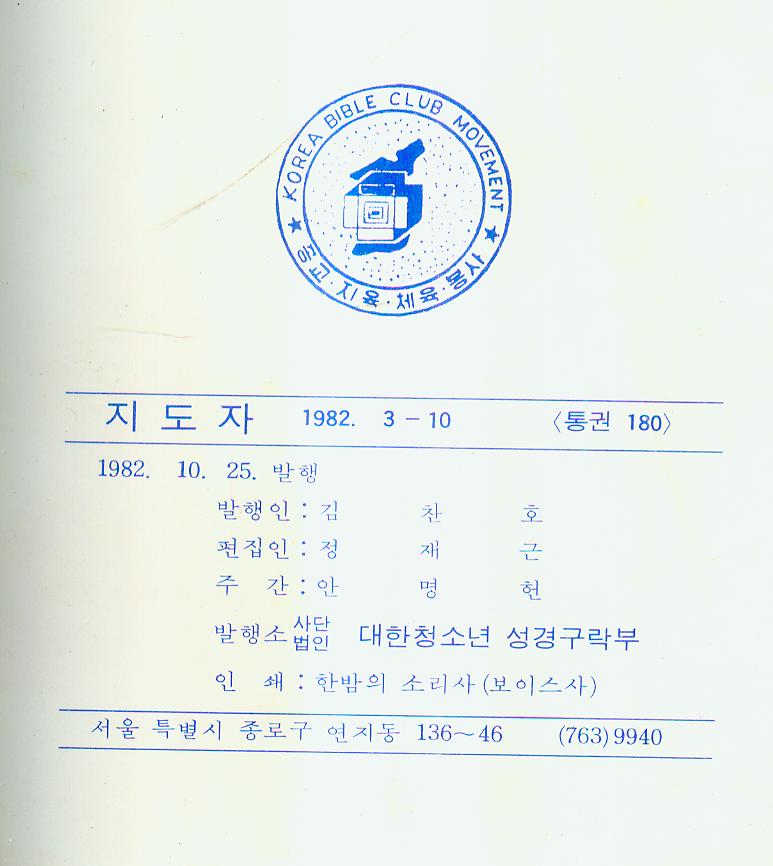 ★ KOREA BIBLE CLUB MOVEMENT ★
종교 지육·체육·봉사
지 도 자 1982. 3-10 〈통권 180〉
1982. 10. 25. 발행
발행인 : 김 찬 호
편집인 : 정 재 근
주 간 : 안 명 헌
발행소 사단법인 대한청소년 성경구락부
인 쇄 : 한밤의 소리사 (보이스사)
서울 특별시 종로구 연지동 136~46 (763)9940